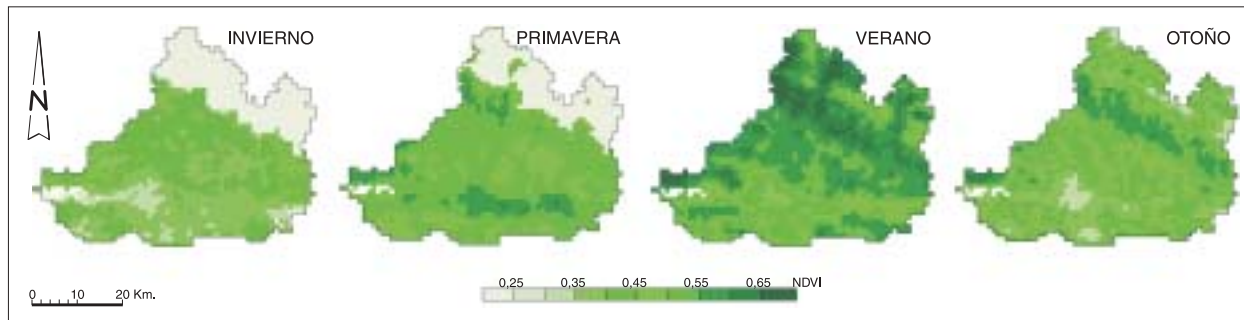 INVIERNO
PRIMAVERA
VERANO
OTOÑO
N
0 10 20 Km.
0,25 0,35 0,45 0,55 0,65 NDVI